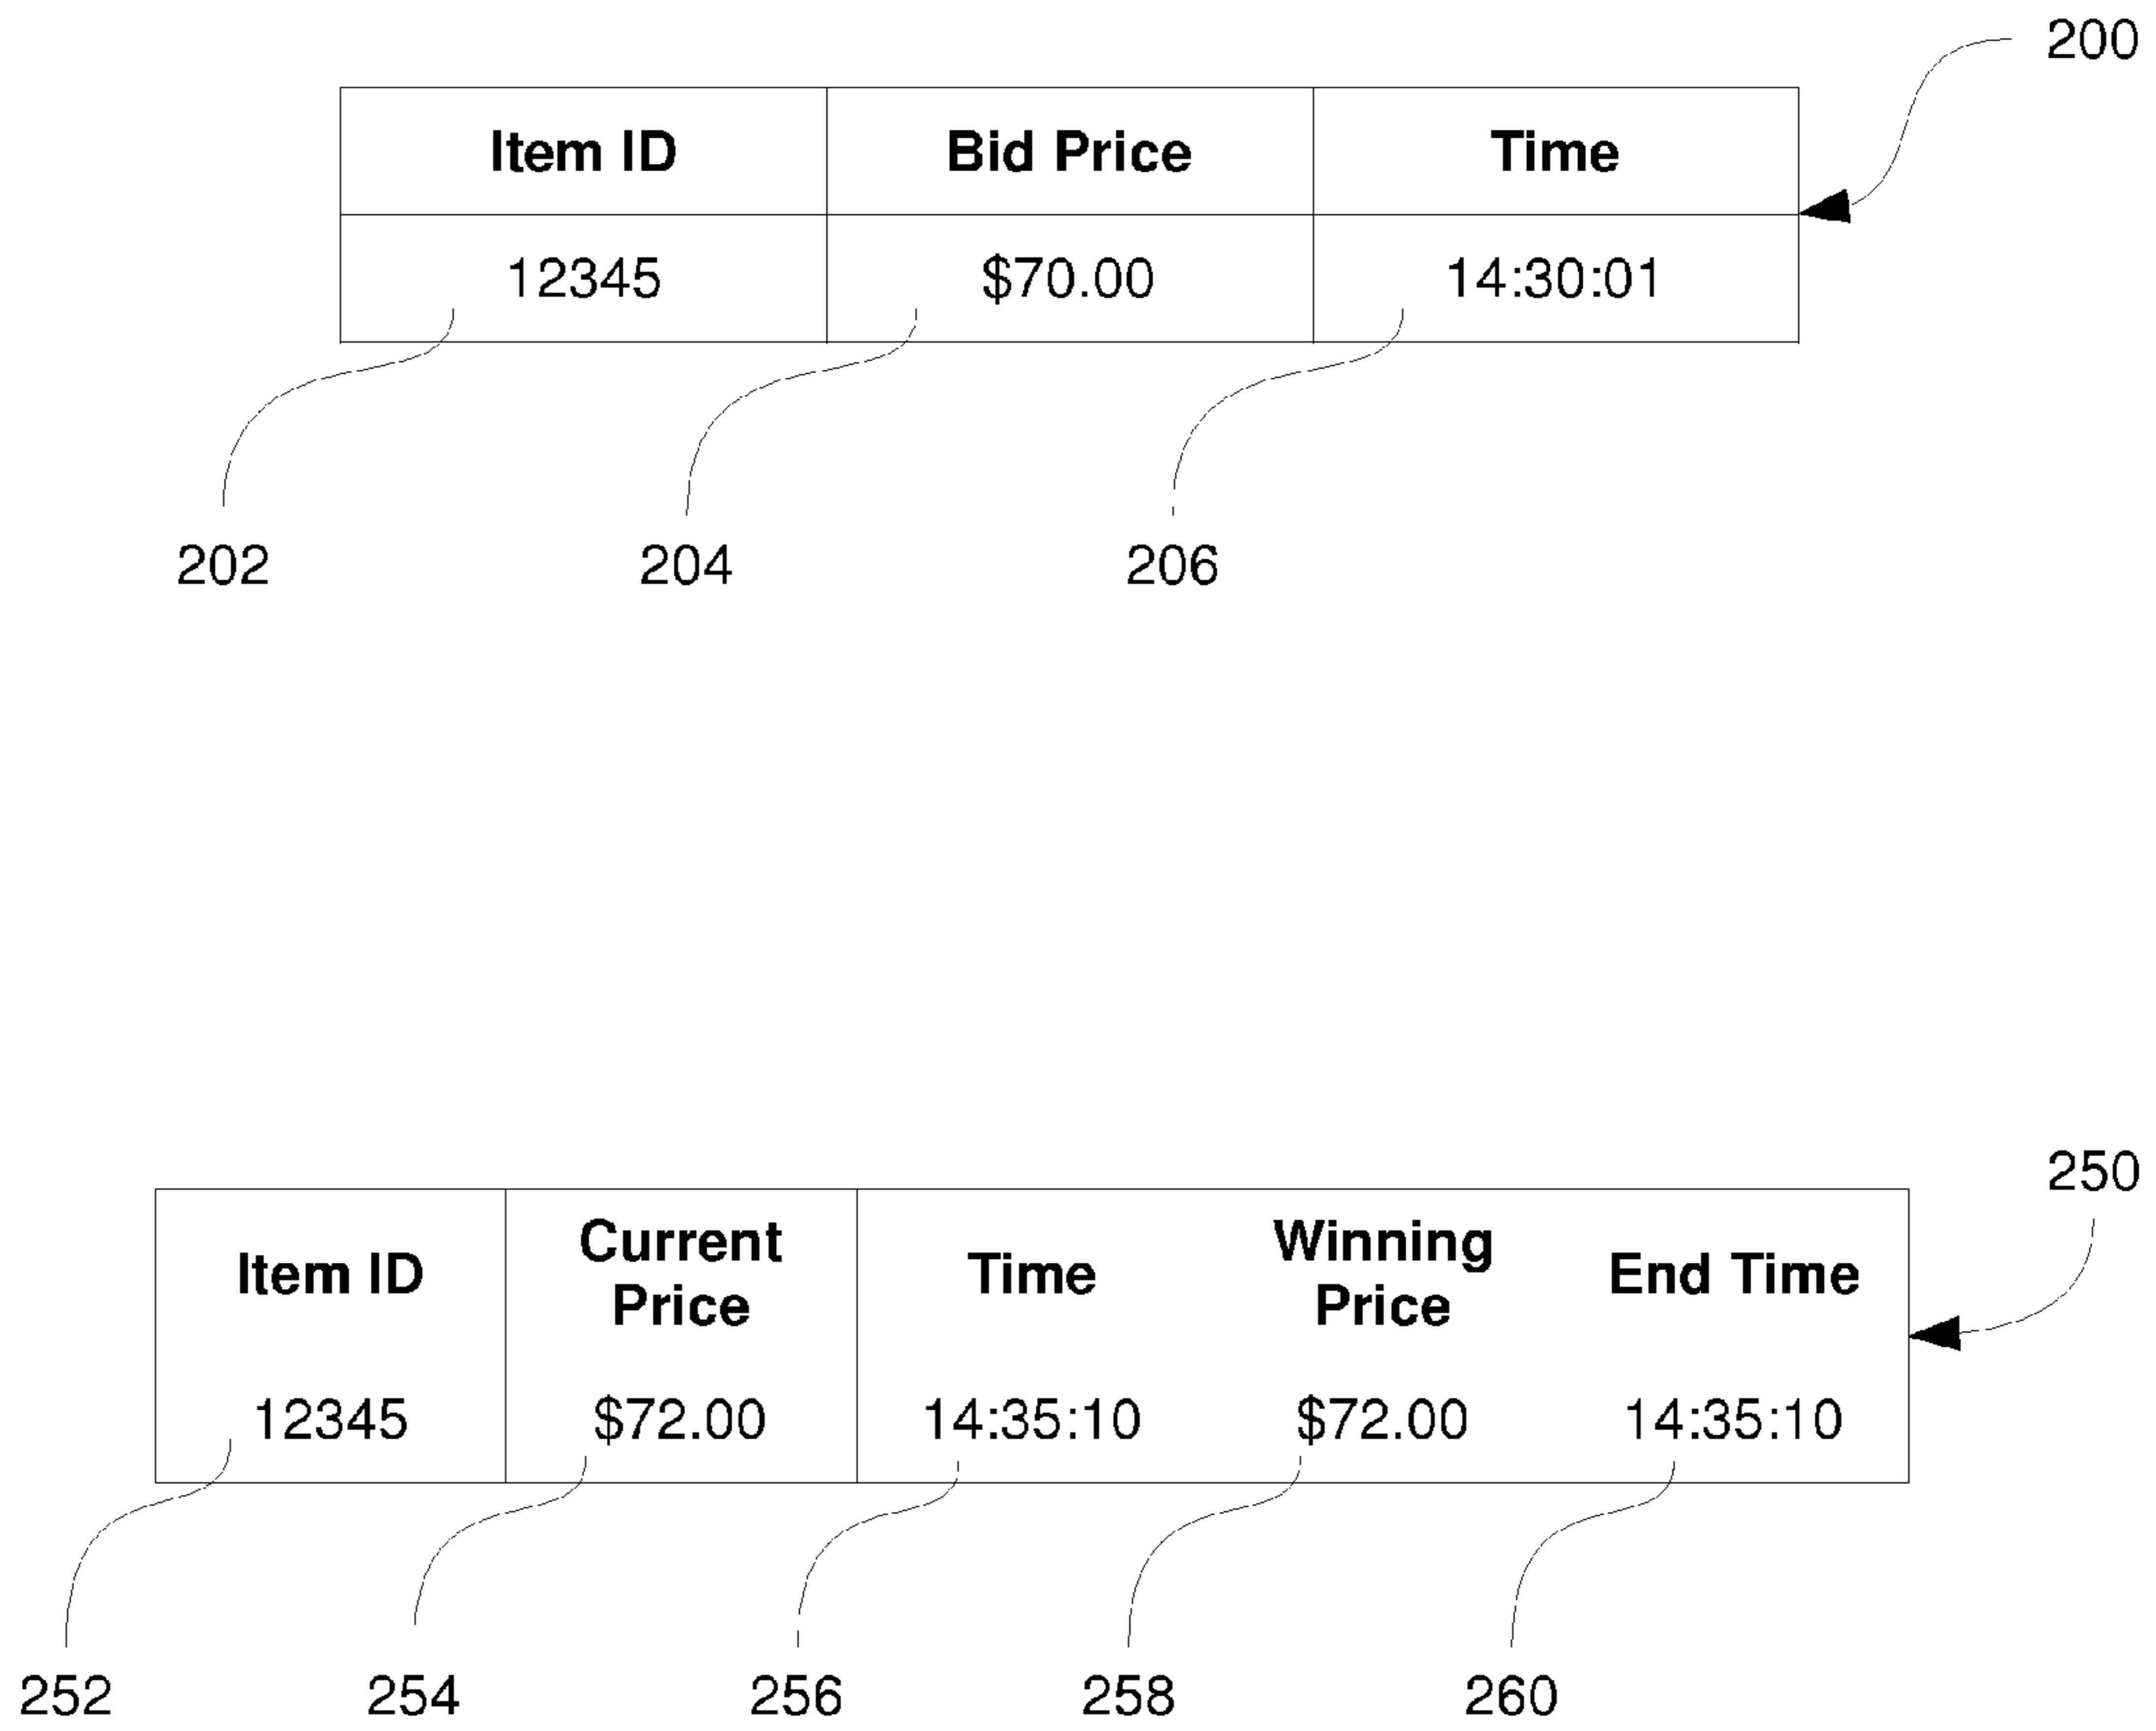 200
Item ID Bid Price Time
12345 $70.00 14:30:01
202 204 206
250
Item ID Current Price Time Winning Price End Time
12345 $72.00 14:35:10 $72.00 14:35:10
252 254 256 258 260